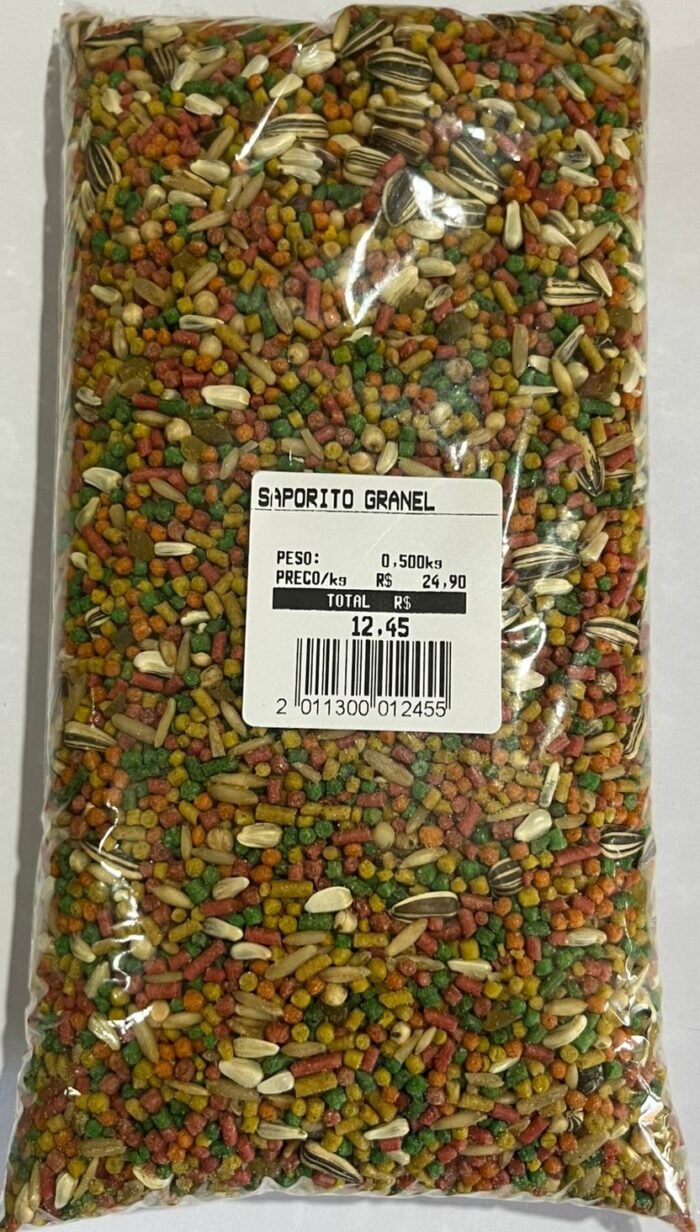 SAPORITO GRANEL
PESO: 0,500kg
PRECO/kg R$ 24,90
TOTAL R$
12,45
2 011300 012455